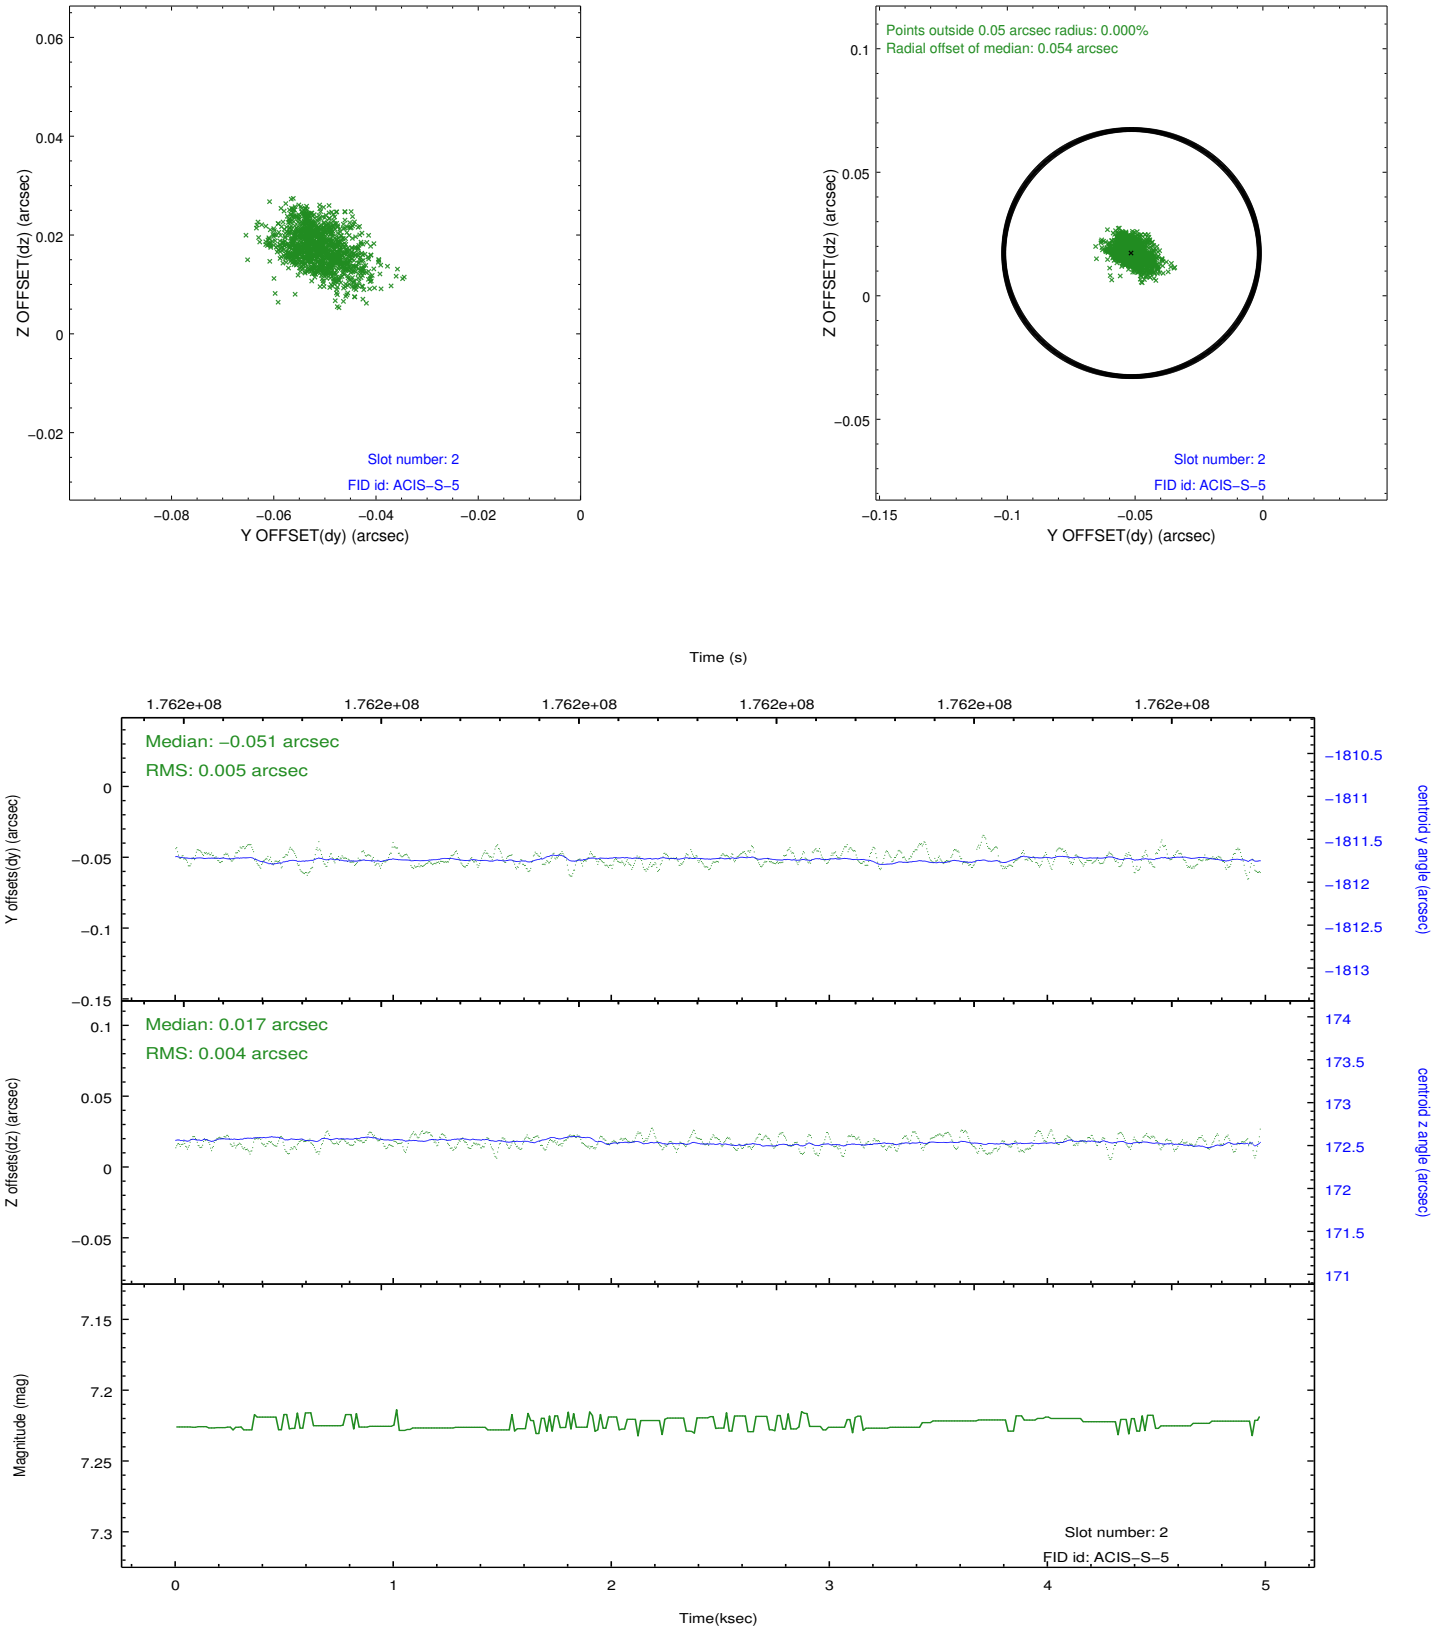 0.06
0.04
0.02
0
−0.02
Z OFFSET(dz) (arcsec)
Slot number: 2
FID id: ACIS−S−5
−0.08 −0.06 −0.04 −0.02 0
Y OFFSET(dy) (arcsec)
Points outside 0.05 arcsec radius: 0.000%
Radial offset of median: 0.054 arcsec
0.1
0.05
0
−0.05
Z OFFSET(dz) (arcsec)
Slot number: 2
FID id: ACIS−S−5
−0.15 −0.1 −0.05 0
Y OFFSET(dy) (arcsec)
Time (s)
1.762e+08 1.762e+08 1.762e+08 1.762e+08 1.762e+08 1.762e+08
Median: −0.051 arcsec
RMS: 0.005 arcsec
0
−0.05
−0.1
−0.15
Y offsets(dy) (arcsec)
−1810.5
−1811
−1811.5
−1812
−1812.5
−1813
centroid y angle (arcsec)
Median: 0.017 arcsec
RMS: 0.004 arcsec
0.1
0.05
0
−0.05
Z offsets(dz) (arcsec)
174
173.5
173
172.5
172
171.5
171
centroid z angle (arcsec)
7.15
7.2
7.25
7.3
Magnitude (mag)
Slot number: 2
FID id: ACIS−S−5
0 1 2 3 4 5
Time(ksec)